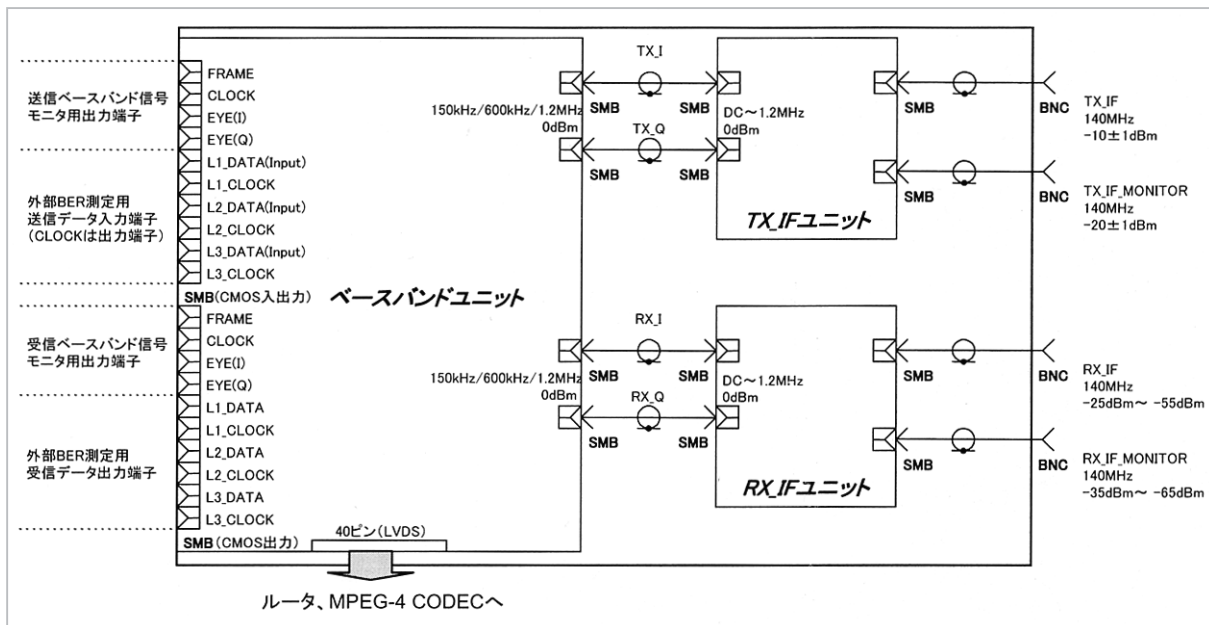 送信ベースバンド信号
モニタ用出力端子
FRAME
CLOCK
EYE(I)
EYE(Q)
外部BER測定用
送信データ入力端子
(CLOCKは出力端子)
L1_DATA(Input)
L1_CLOCK
L2_DATA(Input)
L2_CLOCK
L3_DATA(Input)
L3_CLOCK
SMB(CMOS入出力)
ベースバンドユニット
受信ベースバンド信号
モニタ用出力端子
FRAME
CLOCK
EYE(I)
EYE(Q)
外部BER測定用
受信データ出力端子
L1_DATA
L1_CLOCK
L2_DATA
L2_CLOCK
L3_DATA
L3_CLOCK
SMB(CMOS出力)
40ピン(LVDS)
ルータ、MPEG-4 CODECへ
TX_I
SMB
SMB
150kHz/600kHz/1.2MHz
0dBm
DC～1.2MHz
0dBm
TX_Q
SMB
SMB
TX_IFユニット
SMB
BNC
TX_IF
140MHz
-10±1dBm
SMB
BNC
TX_IF_MONITOR
140MHz
-20±1dBm
RX_I
SMB
SMB
150kHz/600kHz/1.2MHz
0dBm
DC～1.2MHz
0dBm
RX_Q
SMB
SMB
RX_IFユニット
SMB
BNC
RX_IF
140MHz
-25dBm～ -55dBm
SMB
BNC
RX_IF_MONITOR
140MHz
-35dBm～ -65dBm